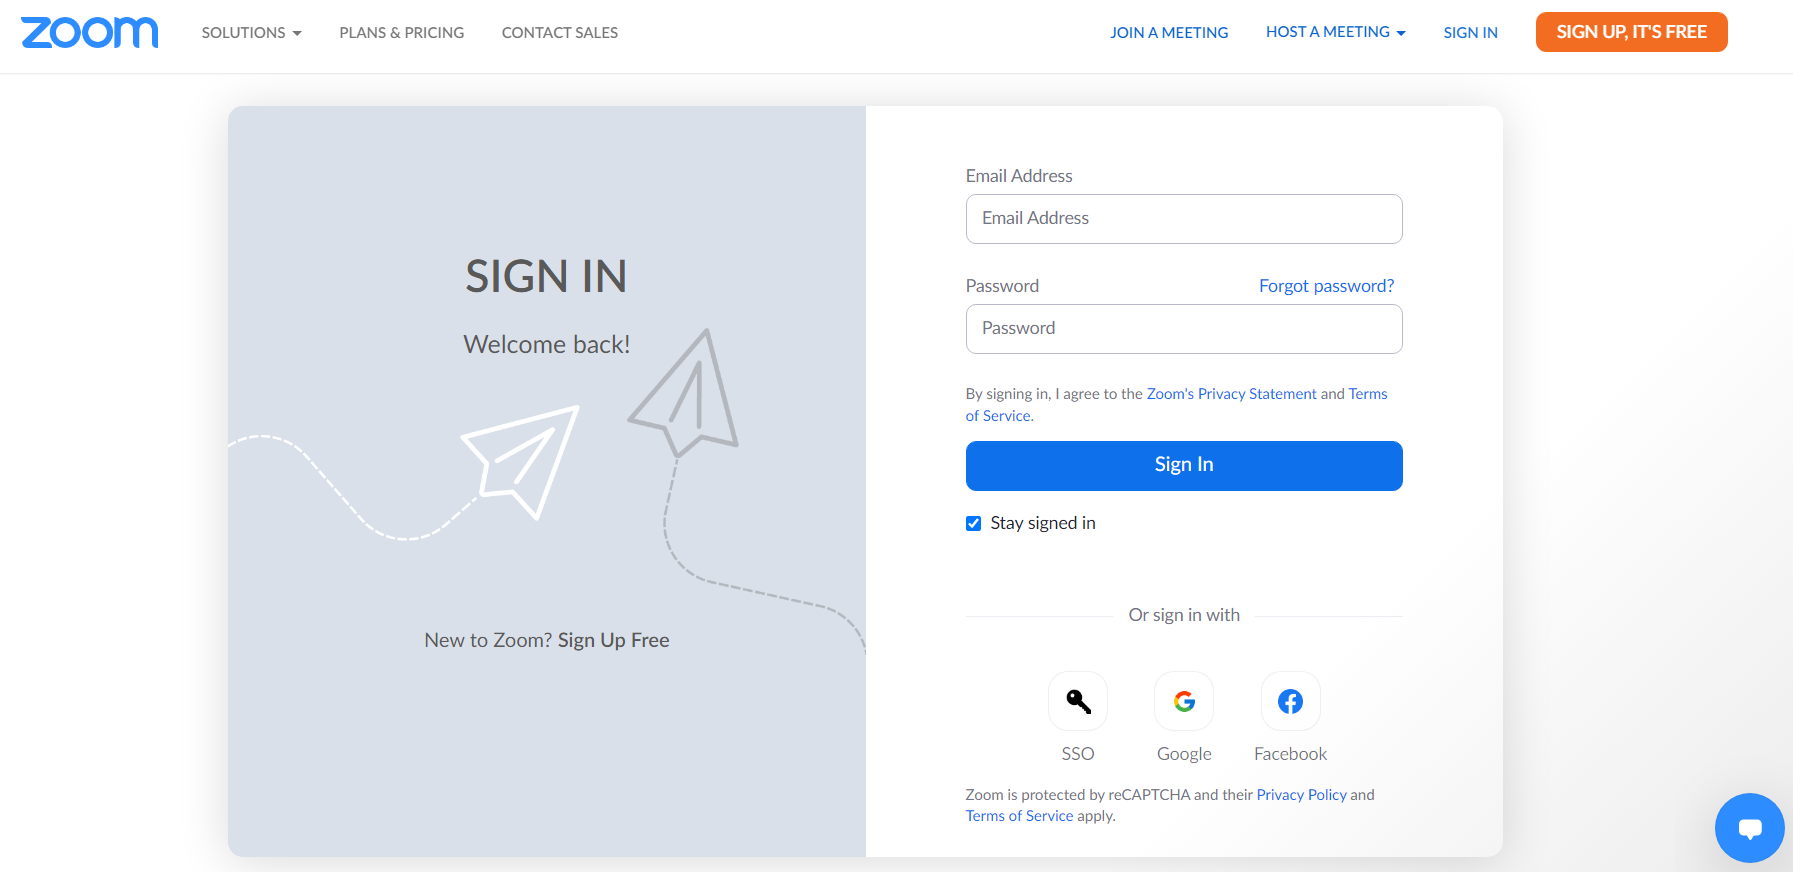 zoom
SOLUTIONS
PLANS & PRICING
CONTACT SALES
JOIN A MEETING
HOST A MEETING
SIGN IN
SIGN UP, IT'S FREE
SIGN IN
Welcome back!
New to Zoom? Sign Up Free
Email Address
Email Address
Password
Forgot password?
Password
By signing in, I agree to the Zoom's Privacy Statement and Terms
of Service.
Sign In
Stay signed in
Or sign in with
SSO
Google
Facebook
Zoom is protected by reCAPTCHA and their Privacy Policy and
Terms of Service apply.